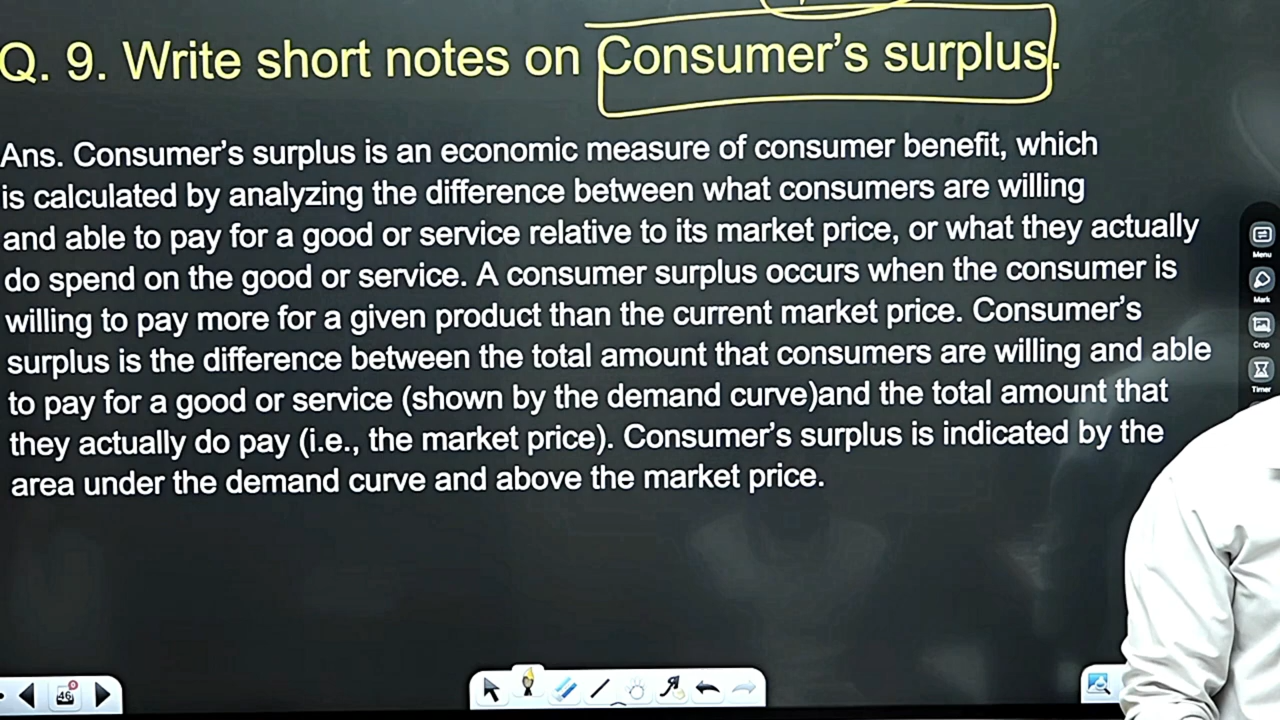 Q. 9. Write short notes on Consumer's surplus.
Ans. Consumer's surplus is an economic measure of consumer benefit, which
is calculated by analyzing the difference between what consumers are willing
and able to pay for a good or service relative to its market price, or what they actually
do spend on the good or service. A consumer surplus occurs when the consumer is
willing to pay more for a given product than the current market price. Consumer's
surplus is the difference between the total amount that consumers are willing and able
to pay for a good or service (shown by the demand curve)and the total amount that
they actually do pay (i.e., the market price). Consumer's surplus is indicated by the
area under the demand curve and above the market price.
Menu
Mark
Crop
Timer
46